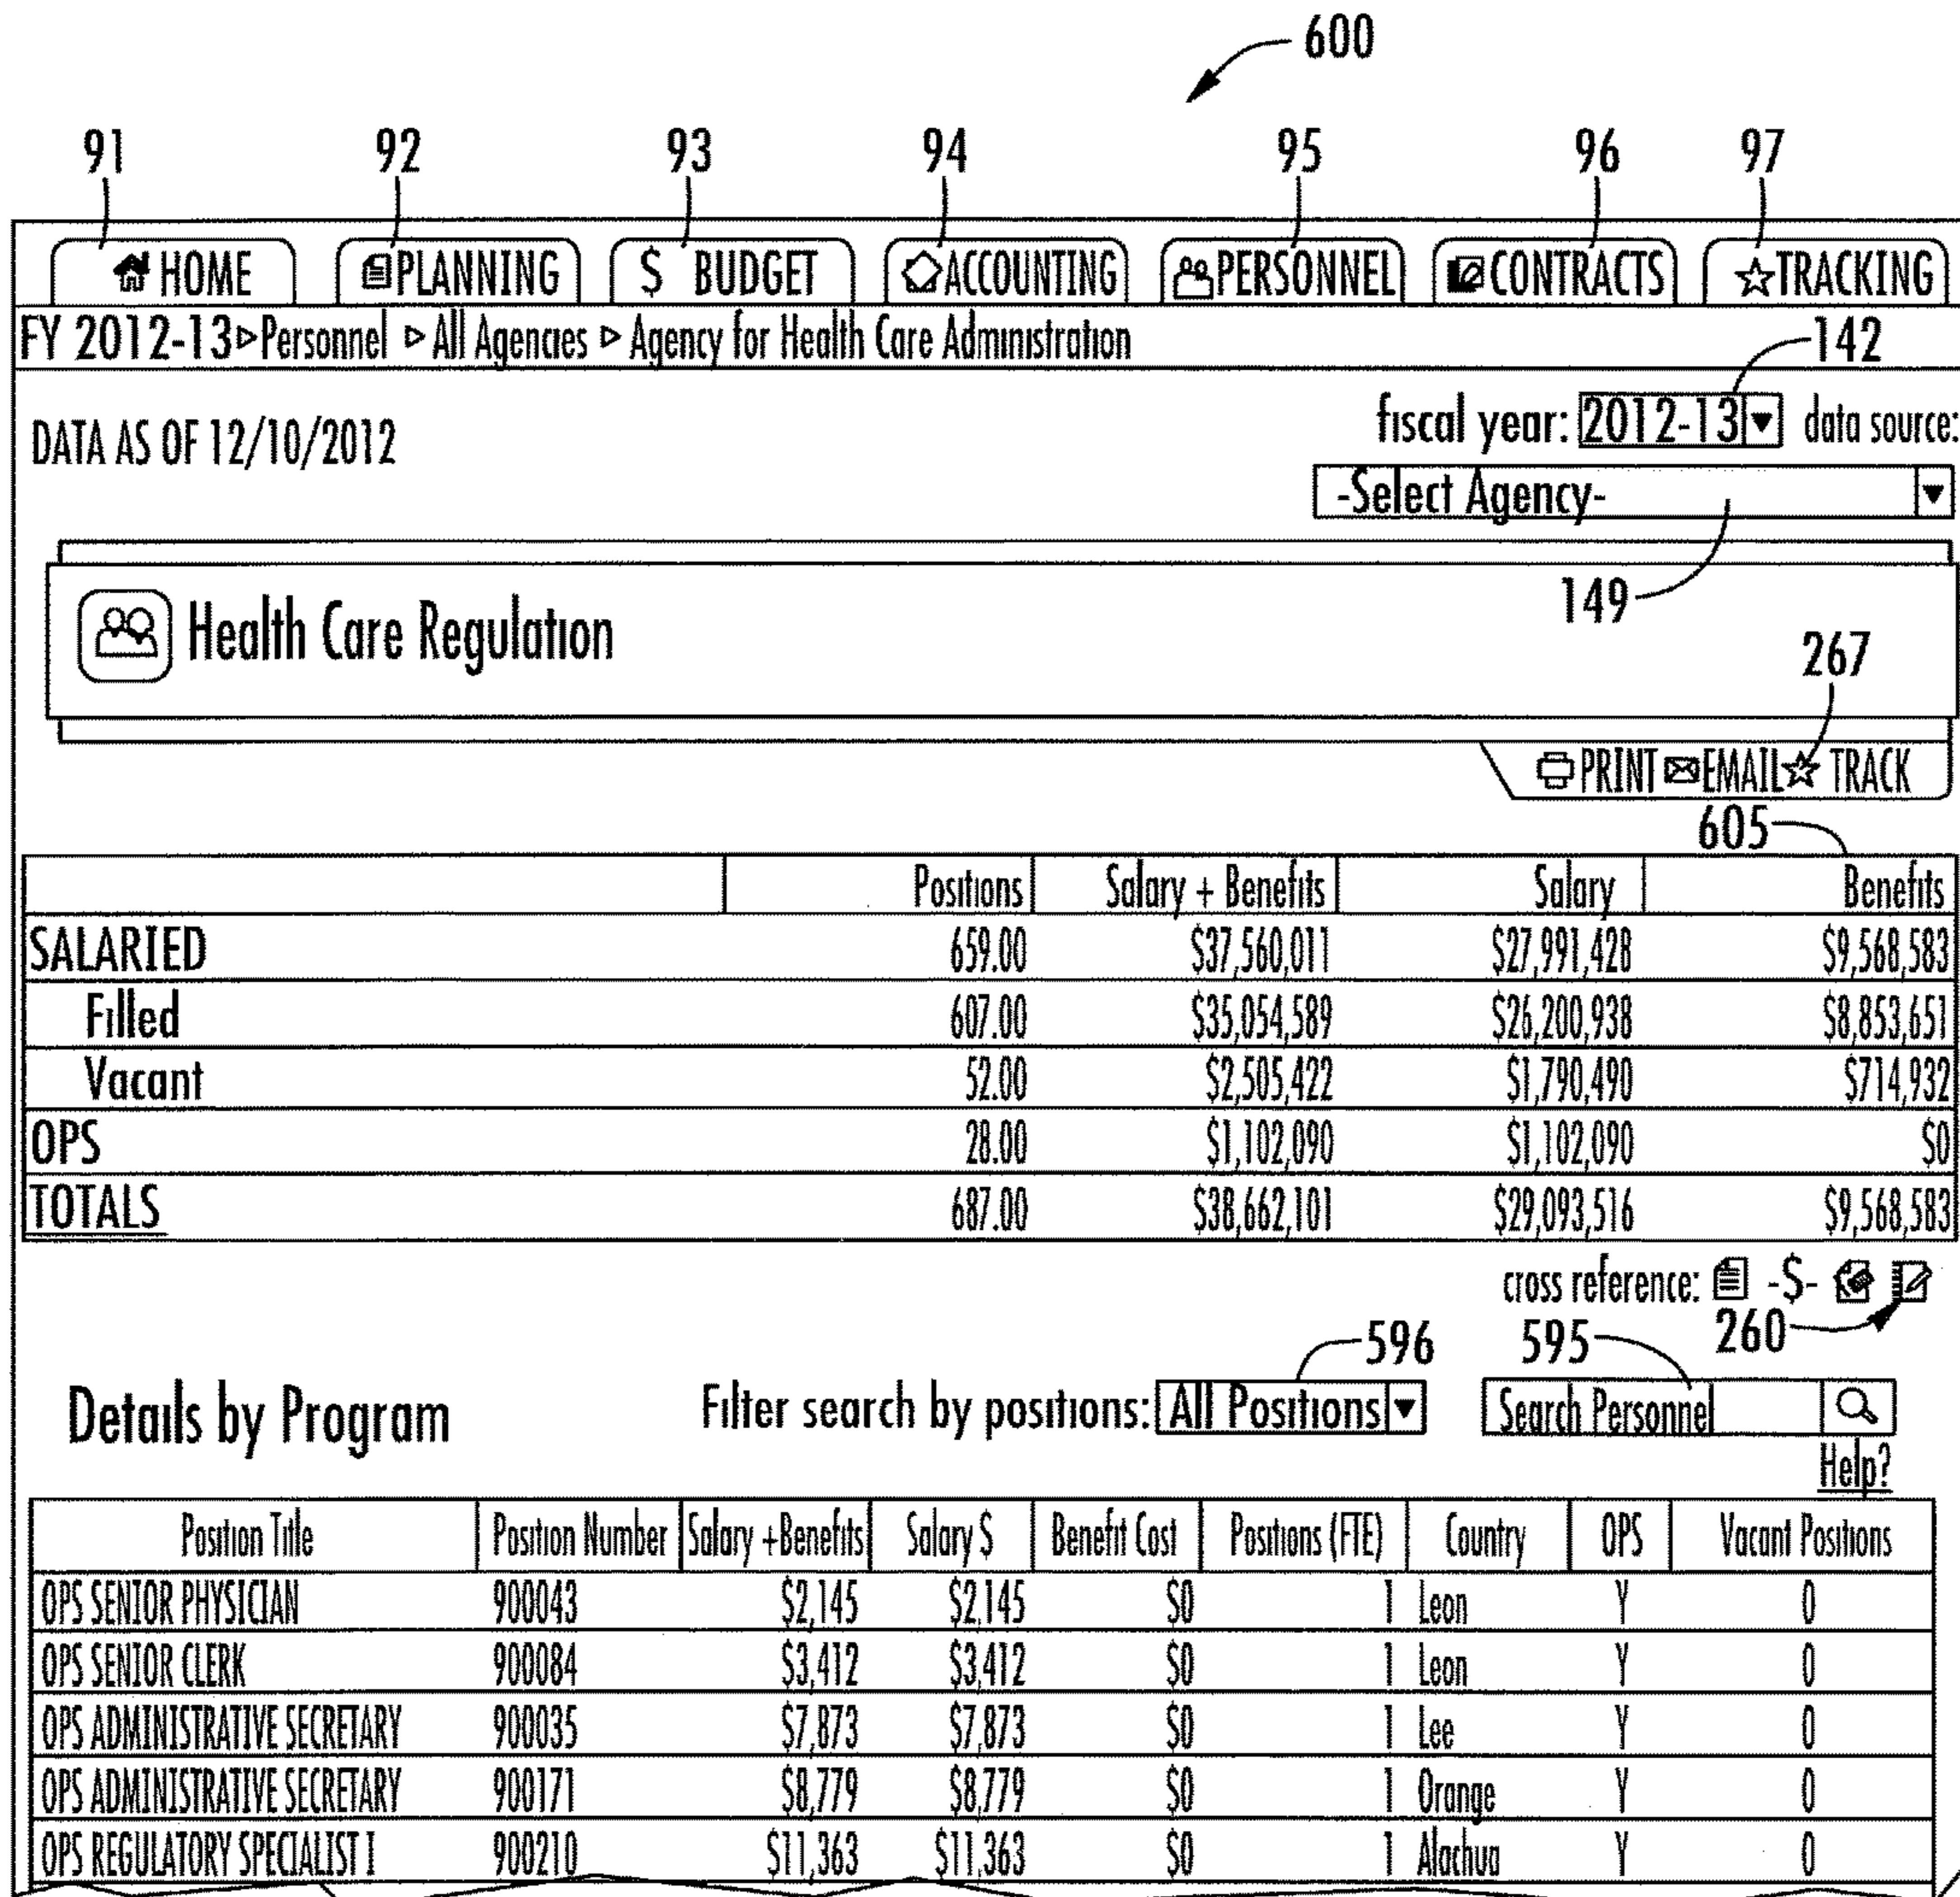 600
91 92 93 94 95 96 97
HOME PLANNING $ BUDGET ACCOUNTING PERSONNEL CONTRACTS TRACKING
FY 2012-13 ▹ Personnel ▹ All Agencies ▹ Agency for Health Care Administration
142
DATA AS OF 12/10/2012
fiscal year: 2012-13 ▼ data source:
-Select Agency- ▼
149
Health Care Regulation
267
PRINT EMAIL TRACK
605
Positions Salary + Benefits Salary Benefits
SALARIED 659.00 $37,560,011 $27,991,428 $9,568,583
Filled 607.00 $35,054,589 $26,200,938 $8,853,651
Vacant 52.00 $2,505,422 $1,790,490 $714,932
OPS 28.00 $1,102,090 $1,102,090 $0
TOTALS 687.00 $38,662,101 $29,093,516 $9,568,583
cross reference: -$-
596 595 260
Details by Program Filter search by positions: All Positions ▼ Search Personnel
Help?
Position Title Position Number Salary +Benefits Salary $ Benefit Cost Positions (FTE) Country OPS Vacant Positions
OPS SENIOR PHYSICIAN 900043 $2,145 $2,145 $0 1 Leon Y 0
OPS SENIOR CLERK 900084 $3,412 $3,412 $0 1 Leon Y 0
OPS ADMINISTRATIVE SECRETARY 900035 $7,873 $7,873 $0 1 Lee Y 0
OPS ADMINISTRATIVE SECRETARY 900171 $8,779 $8,779 $0 1 Orange Y 0
OPS REGULATORY SPECIALIST I 900210 $11,363 $11,363 $0 1 Alachua Y 0